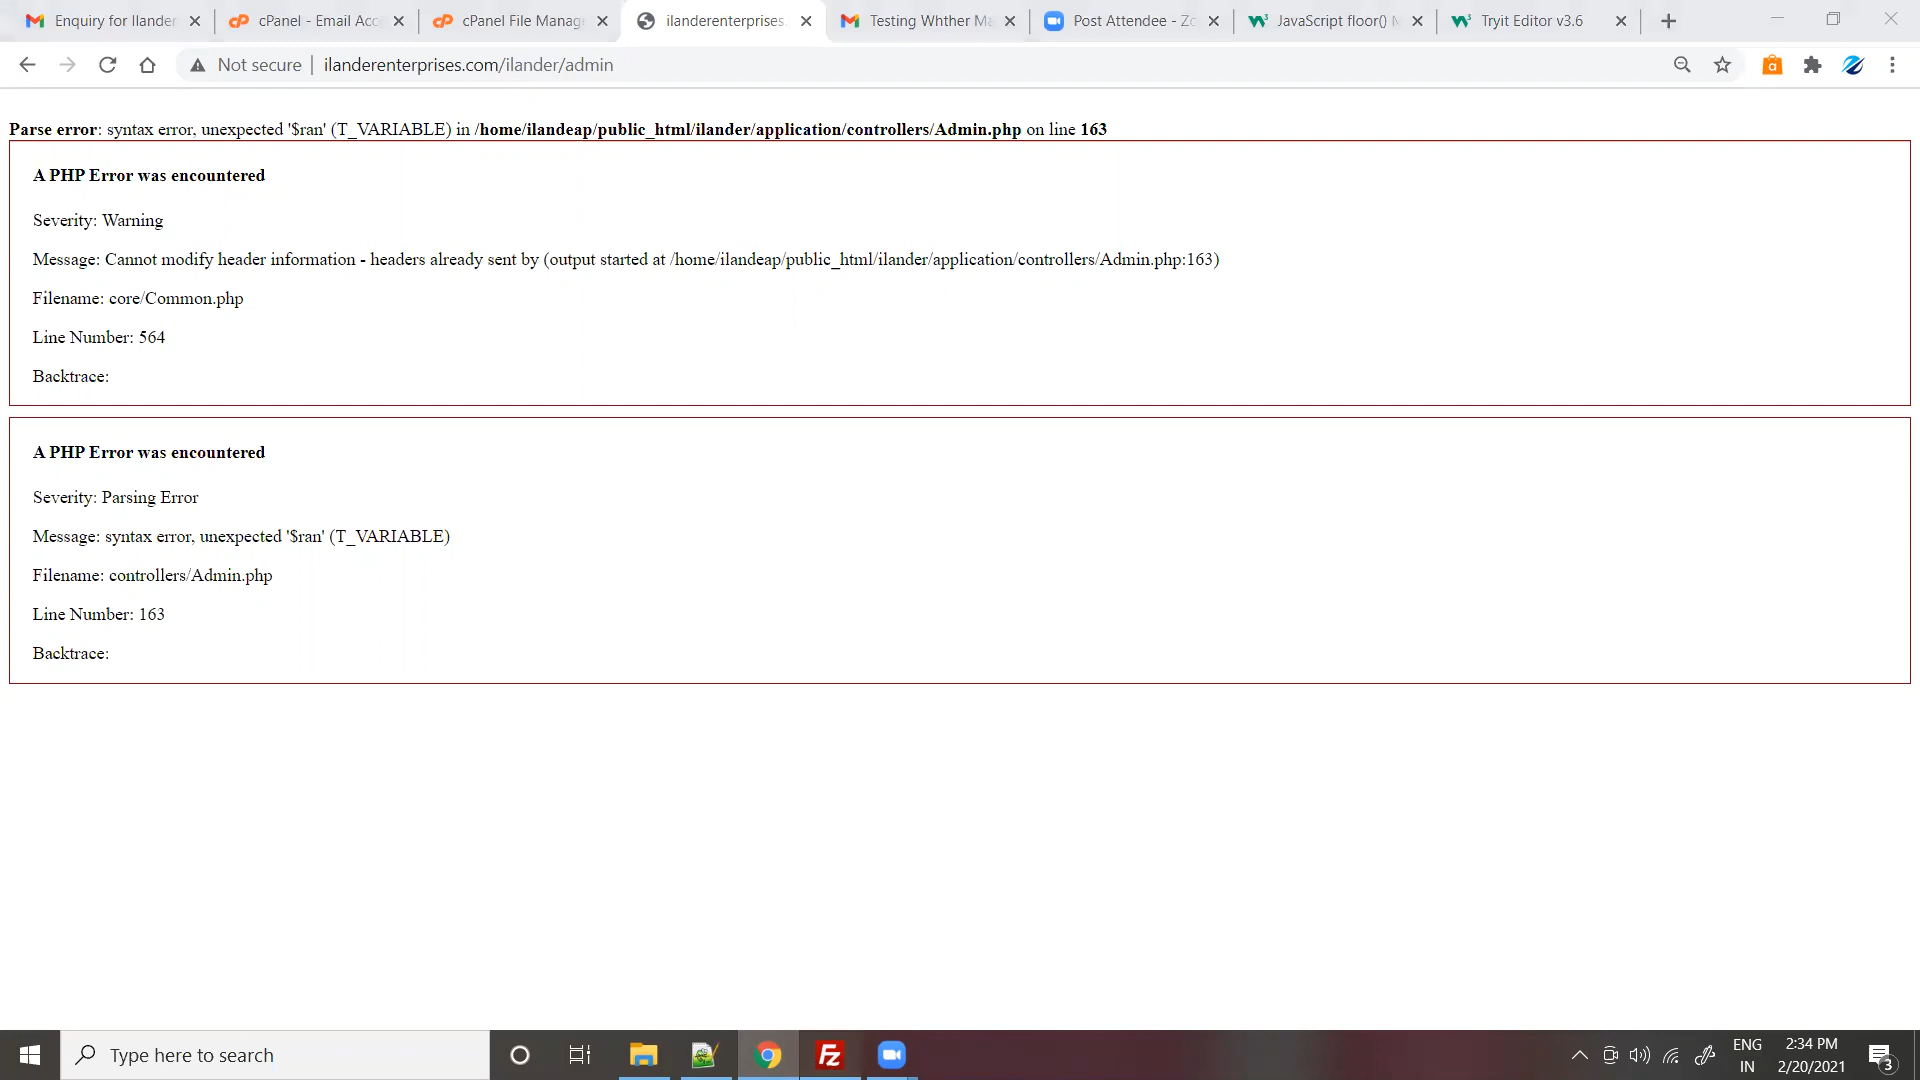 Enquiry for Ilander
cPanel - Email Acc
cPanel File Manag
ilanderenterprises.
Testing Whther Ma
Post Attendee - Zo
JavaScript floor() M
Tryit Editor v3.6
Not secure
ilanderenterprises.com/ilander/admin
Parse error: syntax error, unexpected '$ran' (T_VARIABLE) in /home/ilandeap/public_html/ilander/application/controllers/Admin.php on line 163
A PHP Error was encountered
Severity: Warning
Message: Cannot modify header information - headers already sent by (output started at /home/ilandeap/public_html/ilander/application/controllers/Admin.php:163)
Filename: core/Common.php
Line Number: 564
Backtrace:
A PHP Error was encountered
Severity: Parsing Error
Message: syntax error, unexpected '$ran' (T_VARIABLE)
Filename: controllers/Admin.php
Line Number: 163
Backtrace:
Type here to search
ENG
IN
2:34 PM
2/20/2021
3